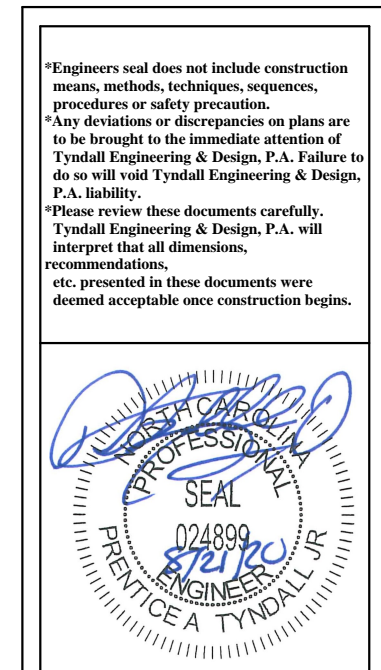 *Engineers seal does not include construction
means, methods, techniques, sequences,
procedures or safety precaution.
*Any deviations or discrepancies on plans are
to be brought to the immediate attention of
Tyndall Engineering & Design, P.A. Failure to
do so will void Tyndall Engineering & Design,
P.A. liability.
*Please review these documents carefully.
Tyndall Engineering & Design, P.A. will
interpret that all dimensions,
recommendations,
etc. presented in these documents were
deemed acceptable once construction begins.
NORTH CAROLINA
PROFESSIONAL
SEAL
024899
8/21/20
ENGINEER
PRENTICE A TYNDALL JR